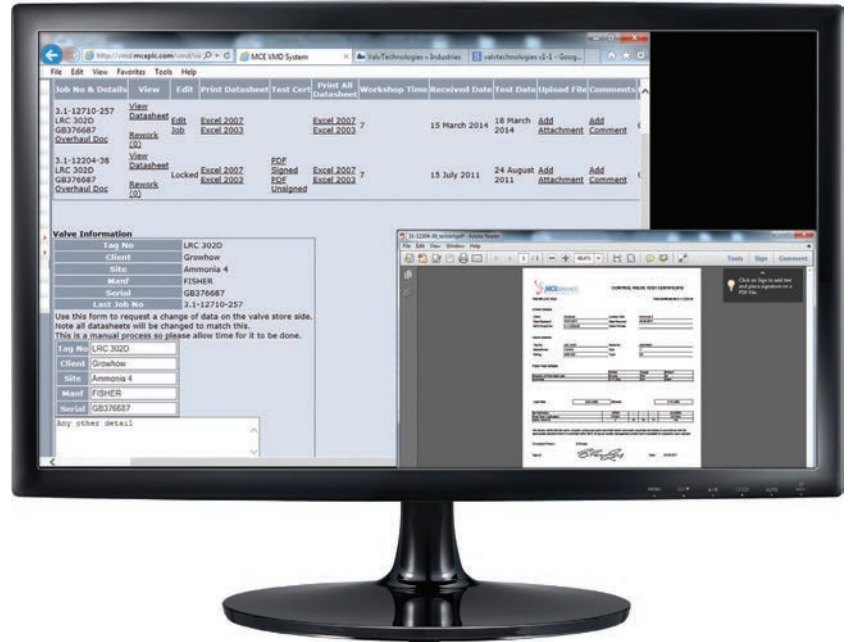 http://vmd.mceplc.com/vmd/vi
MCE VMD System
ValvTechnologies » Industries
valvtechnologies v1-1 - Goog...
File Edit View Favorites Tools Help
Job No & Details View Edit Print Datasheet Test Cert Print All Datasheet Workshop Time Received Date Test Date Upload File Comments
3.1-12710-257
LRC 302D
GB376687
Overhaul Doc
View Datasheet
Rework (0)
Edit Job
Excel 2007
Excel 2003
Excel 2007
Excel 2003
7
15 March 2014
18 March 2014
Add Attachment
Add Comment
3.1-12204-38
LRC 302D
GB376687
Overhaul Doc
View Datasheet
Rework (0)
Locked
Excel 2007
Excel 2003
PDF Signed
PDF Unsigned
Excel 2007
Excel 2003
7
15 July 2011
24 August 2011
Add Attachment
Add Comment
Valve Information
Tag No LRC 302D
Client Growhow
Site Ammonia 4
Manf FISHER
Serial GB376687
Last Job No 3.1-12710-257
Use this form to request a change of data on the valve store side.
Note all datasheets will be changed to match this.
This is a manual process so please allow time for it to be done.
Tag No LRC 302D
Client Growhow
Site Ammonia 4
Manf FISHER
Serial GB376687
Any other detail
File Edit View Window Help
Tools Sign Comment
Click on Sign to add text
and place signature on a
PDF File.
CONTROL VALVE TEST CERTIFICATE
MENU
AUTO